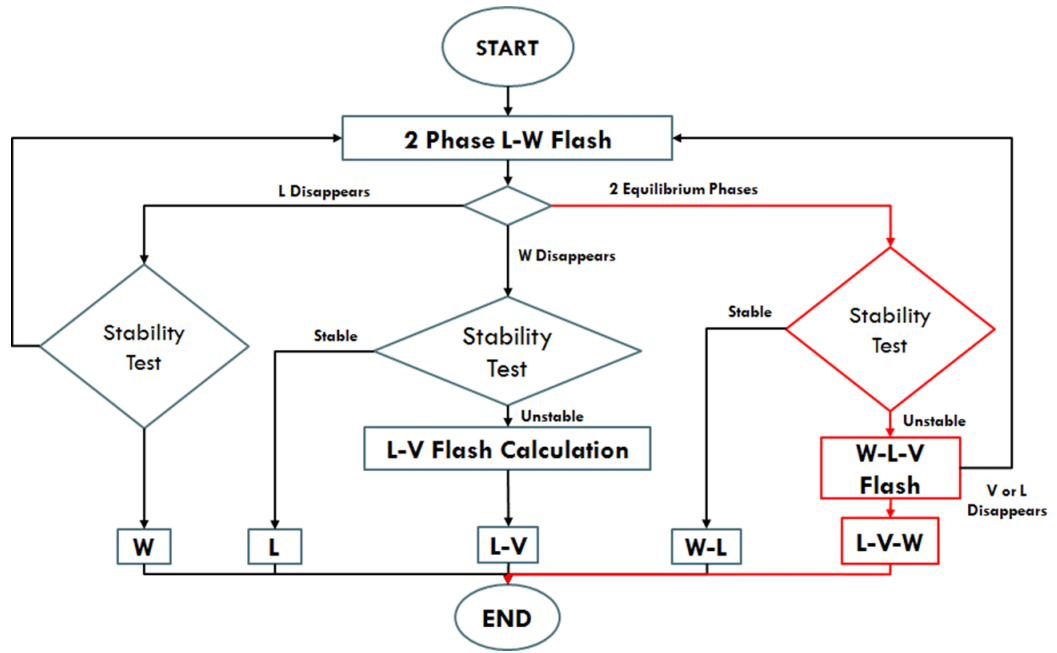 START
2 Phase L-W Flash
L Disappears
2 Equilibrium Phases
W Disappears
Stability
Test
Stable
Stability
Test
Stable
Stability
Test
Unstable
Unstable
L-V Flash Calculation
W-L-V
Flash
V or L
Disappears
W
L
L-V
W-L
L-V-W
END